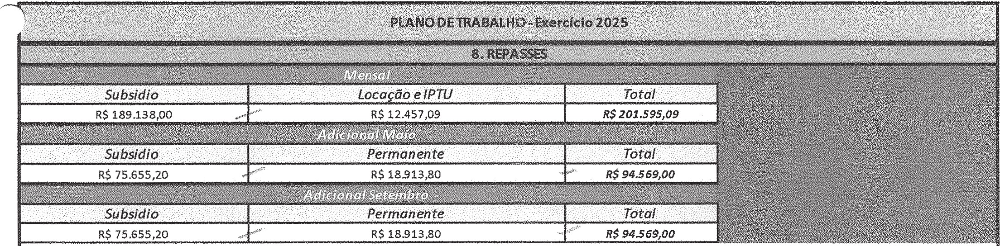 PLANO DE TRABALHO - Exercício 2025
8. REPASSES
Mensal
Subsidio Locação e IPTU Total
R$ 189.138,00 R$ 12.457,09 R$ 201.595,09
Adicional Maio
Subsidio Permanente Total
R$ 75.655,20 R$ 18.913,80 R$ 94.569,00
Adicional Setembro
Subsidio Permanente Total
R$ 75.655,20 R$ 18.913,80 R$ 94.569,00